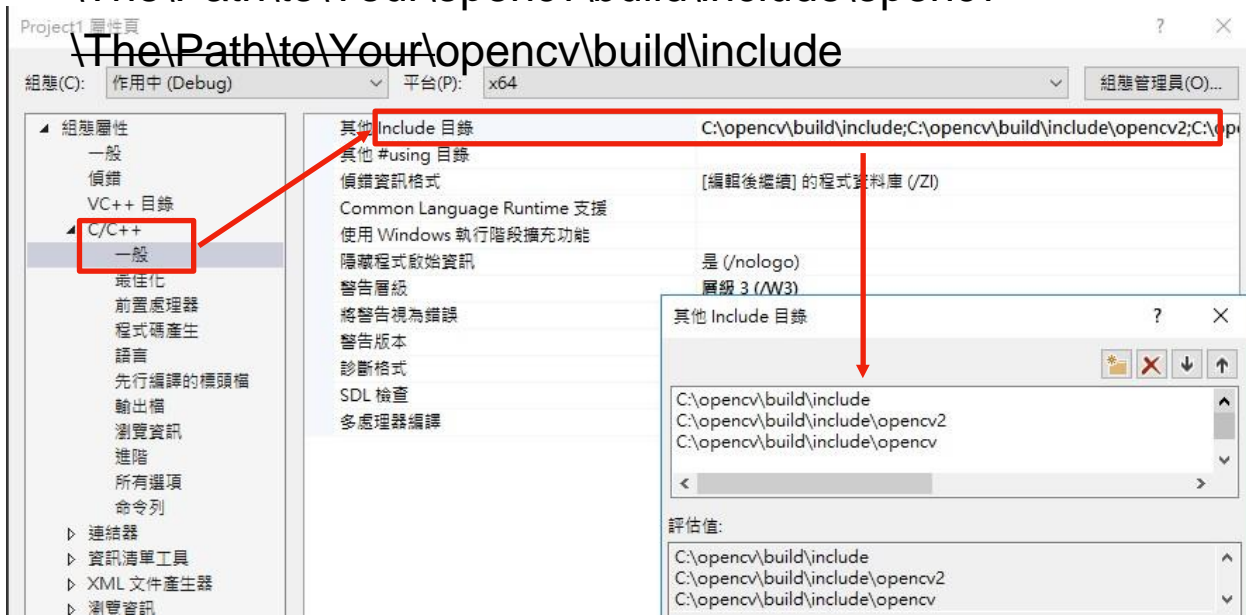 \The\Path\to\Your\opencv\build\include\opencv
Project1 屬性頁
? ×
\The\Path\to\Your\opencv\build\include
組態(C): 作用中 (Debug) 平台(P): x64 組態管理員(O)...
組態屬性
一般
偵錯
VC++ 目錄
C/C++
一般
最佳化
前置處理器
程式碼產生
語言
先行編譯的標頭檔
輸出檔
瀏覽資訊
進階
所有選項
命令列
連結器
資訊清單工具
XML 文件產生器
瀏覽資訊
其他 Include 目錄 C:\opencv\build\include;C:\opencv\build\include\opencv2;C:\ope
其他 #using 目錄
偵錯資訊格式 [編輯後繼續] 的程式資料庫 (/ZI)
Common Language Runtime 支援
使用 Windows 執行階段擴充功能
隱藏程式啟始資訊 是 (/nologo)
警告層級 層級 3 (/W3)
將警告視為錯誤
警告版本
診斷格式
SDL 檢查
多處理器編譯
其他 Include 目錄 ? ×
C:\opencv\build\include
C:\opencv\build\include\opencv2
C:\opencv\build\include\opencv
評估值:
C:\opencv\build\include
C:\opencv\build\include\opencv2
C:\opencv\build\include\opencv